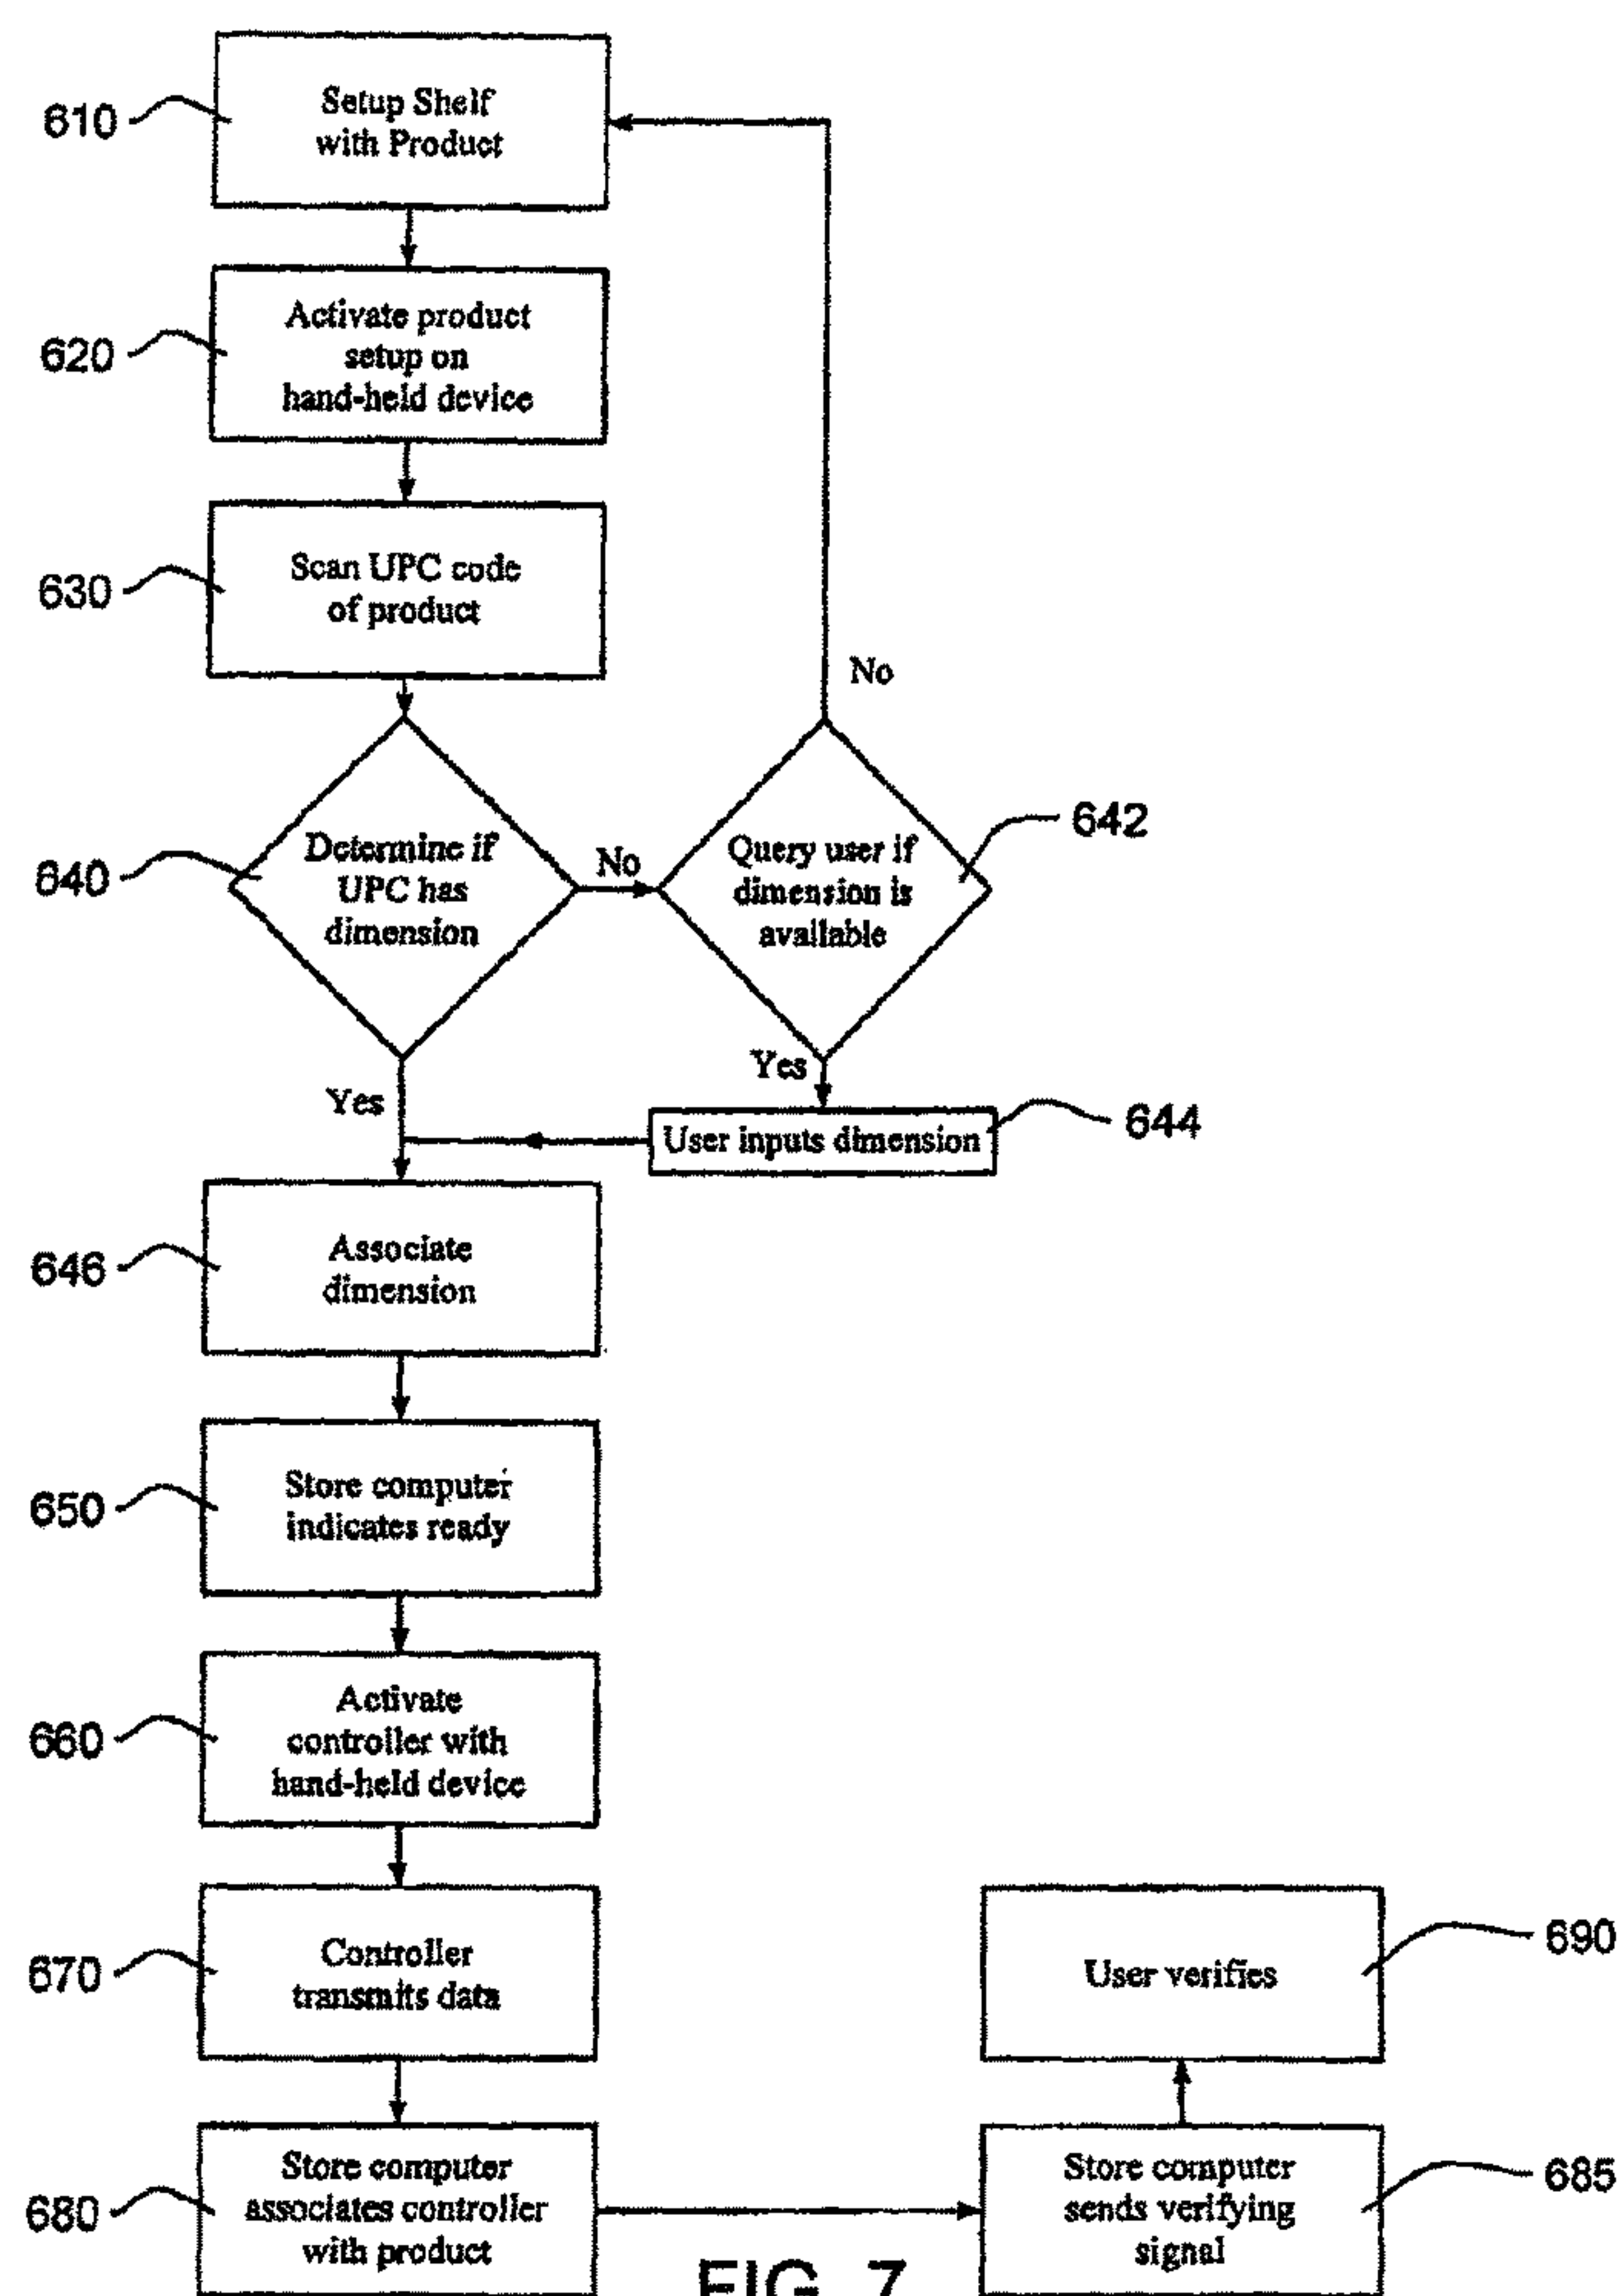 610
Setup Shelf
with Product
620
Activate product
setup on
hand-held device
630
Scan UPC code
of product
No
640
Determine if
UPC has
dimension
No
Query user if
dimension is
available
642
Yes
Yes
User inputs dimension
644
646
Associate
dimension
650
Store computer
indicates ready
660
Activate
controller with
hand-held device
670
Controller
transmits data
User verifies
690
680
Store computer
associates controller
with product
Store computer
sends verifying
signal
685
FIG. 7